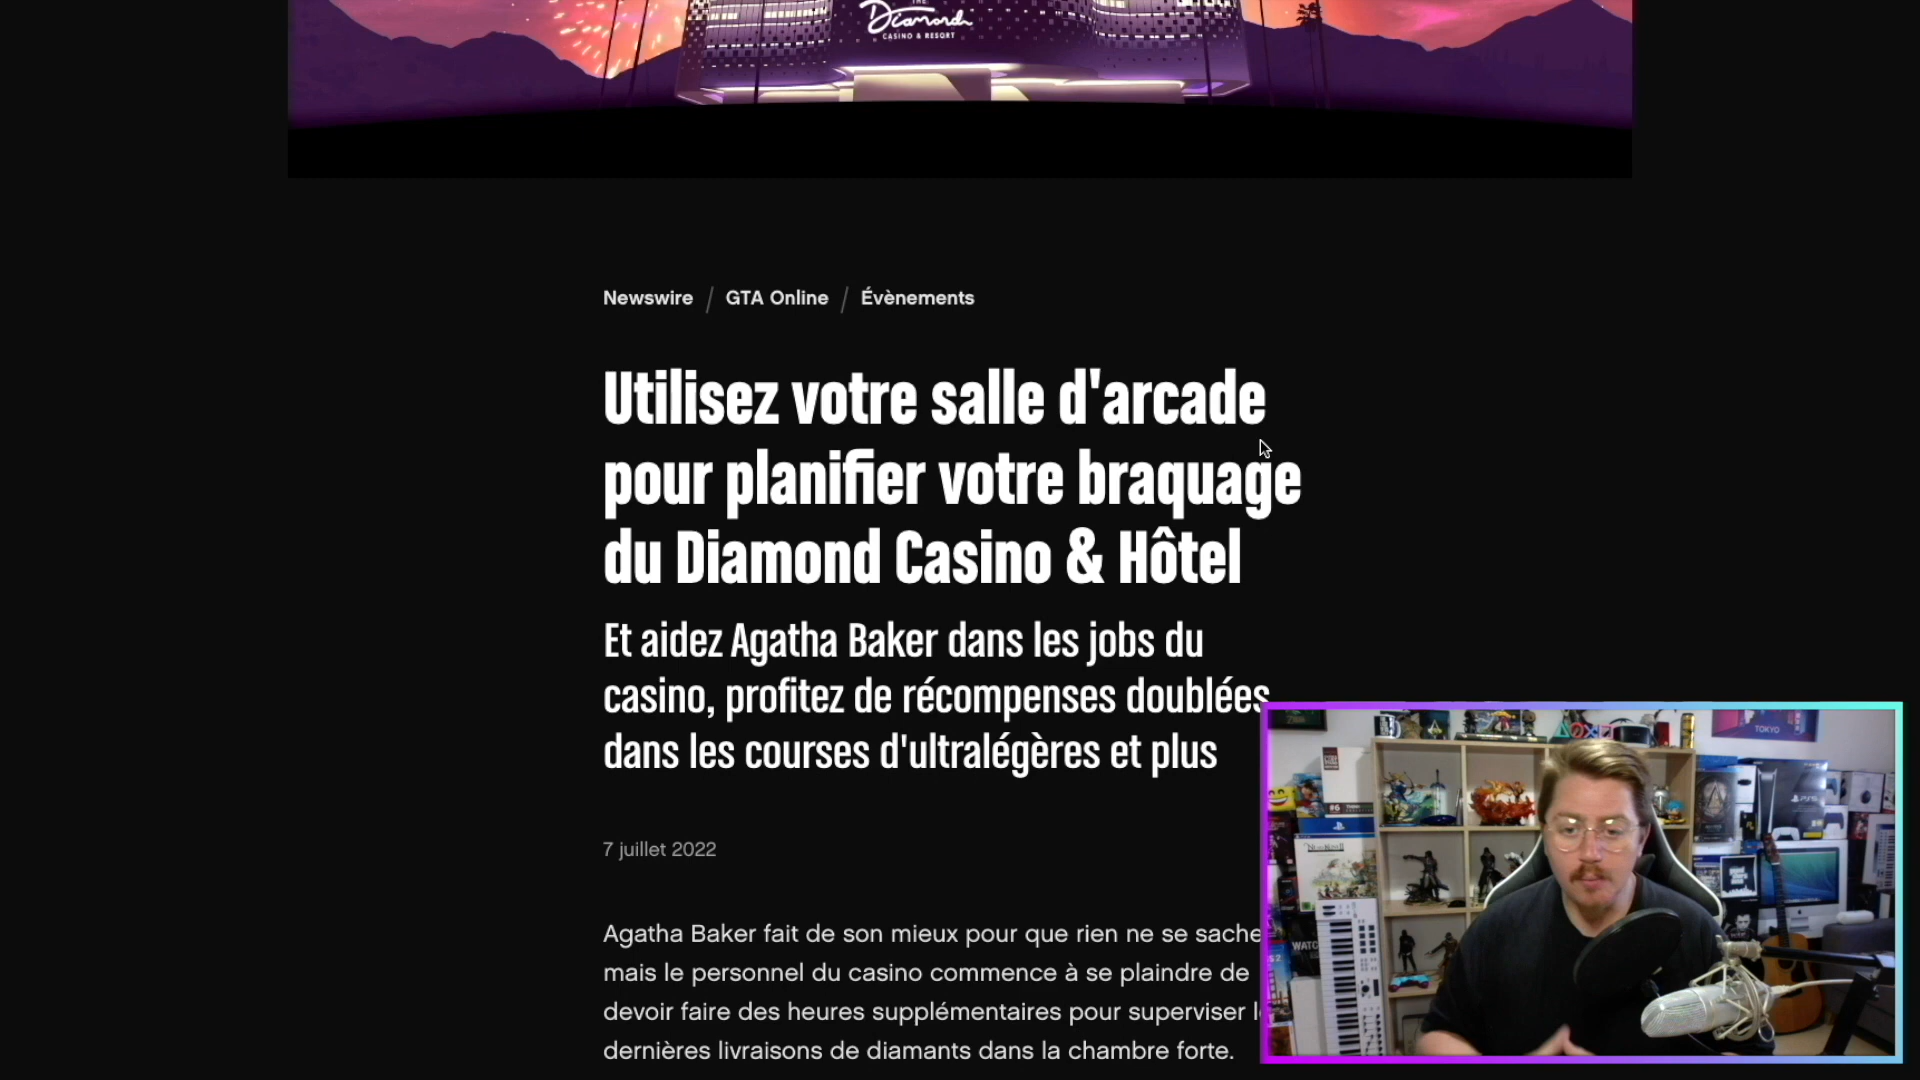 THE
Diamond
CASINO & RESORT
Newswire / GTA Online / Évènements
Utilisez votre salle d'arcade
pour planifier votre braquage
du Diamond Casino & Hôtel
Et aidez Agatha Baker dans les jobs du
casino, profitez de récompenses doublées
dans les courses d'ultralégères et plus
7 juillet 2022
Agatha Baker fait de son mieux pour que rien ne se sache
mais le personnel du casino commence à se plaindre de
devoir faire des heures supplémentaires pour superviser
dernières livraisons de diamants dans la chambre forte.
TOKYO
PS5
#6
WATC